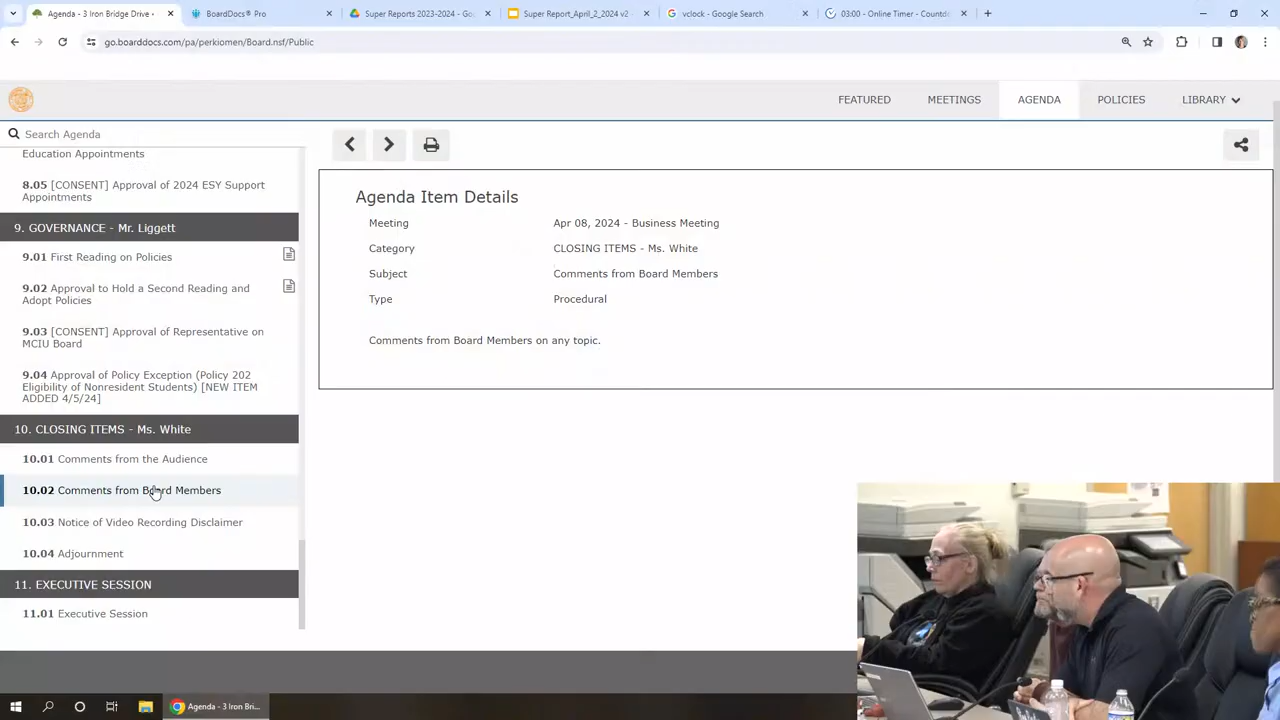 Agenda - 3 Iron Bridge Drive -
BoardDocs® Pro
Super Reports 2023-2024 - Go
Super Report_April_2_2024 v2 -
vclock - Google Search
03:00 - Online Timer - Countdo
go.boarddocs.com/pa/perkiomen/Board.nsf/Public
FEATURED
MEETINGS
AGENDA
POLICIES
LIBRARY
Search Agenda
Education Appointments
8.05 [CONSENT] Approval of 2024 ESY Support
Appointments
9. GOVERNANCE - Mr. Liggett
9.01 First Reading on Policies
9.02 Approval to Hold a Second Reading and
Adopt Policies
9.03 [CONSENT] Approval of Representative on
MCIU Board
9.04 Approval of Policy Exception (Policy 202
Eligibility of Nonresident Students) [NEW ITEM
ADDED 4/5/24]
10. CLOSING ITEMS - Ms. White
10.01 Comments from the Audience
10.02 Comments from Board Members
10.03 Notice of Video Recording Disclaimer
10.04 Adjournment
11. EXECUTIVE SESSION
11.01 Executive Session
Agenda Item Details
Meeting Apr 08, 2024 - Business Meeting
Category CLOSING ITEMS - Ms. White
Subject Comments from Board Members
Type Procedural
Comments from Board Members on any topic.
Agenda - 3 Iron Bri...